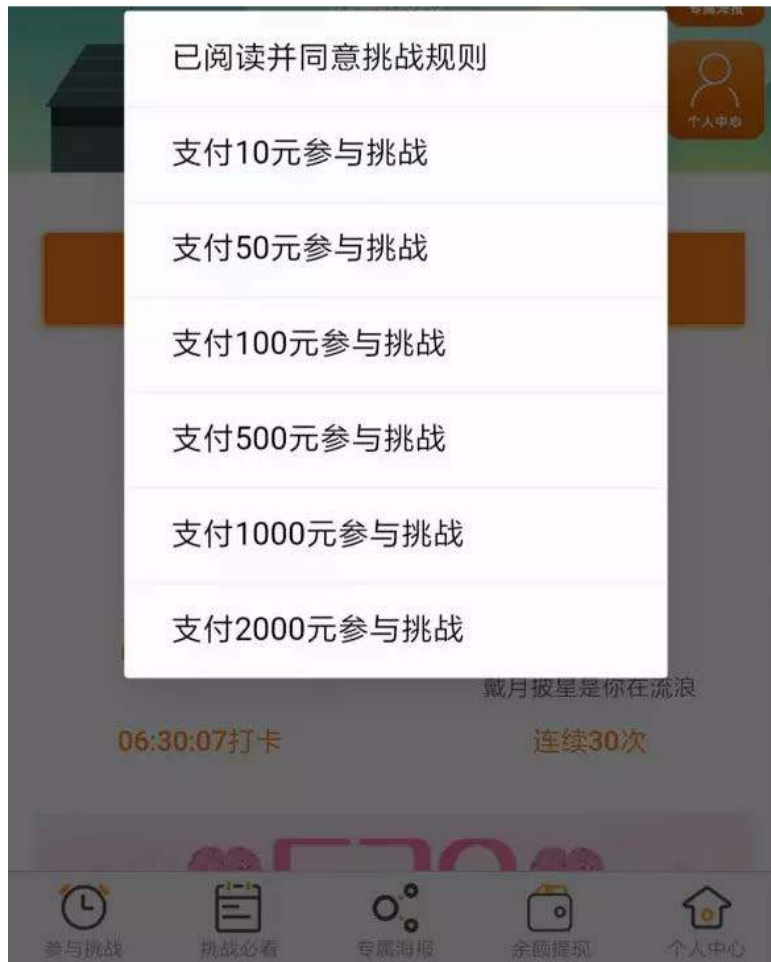 专属海报
个人中心
已阅读并同意挑战规则
支付10元参与挑战
支付50元参与挑战
支付100元参与挑战
支付500元参与挑战
支付1000元参与挑战
支付2000元参与挑战
戴月披星是你在流浪
06:30:07打卡
连续30次
参与挑战
挑战必看
专属海报
余额提现
个人中心